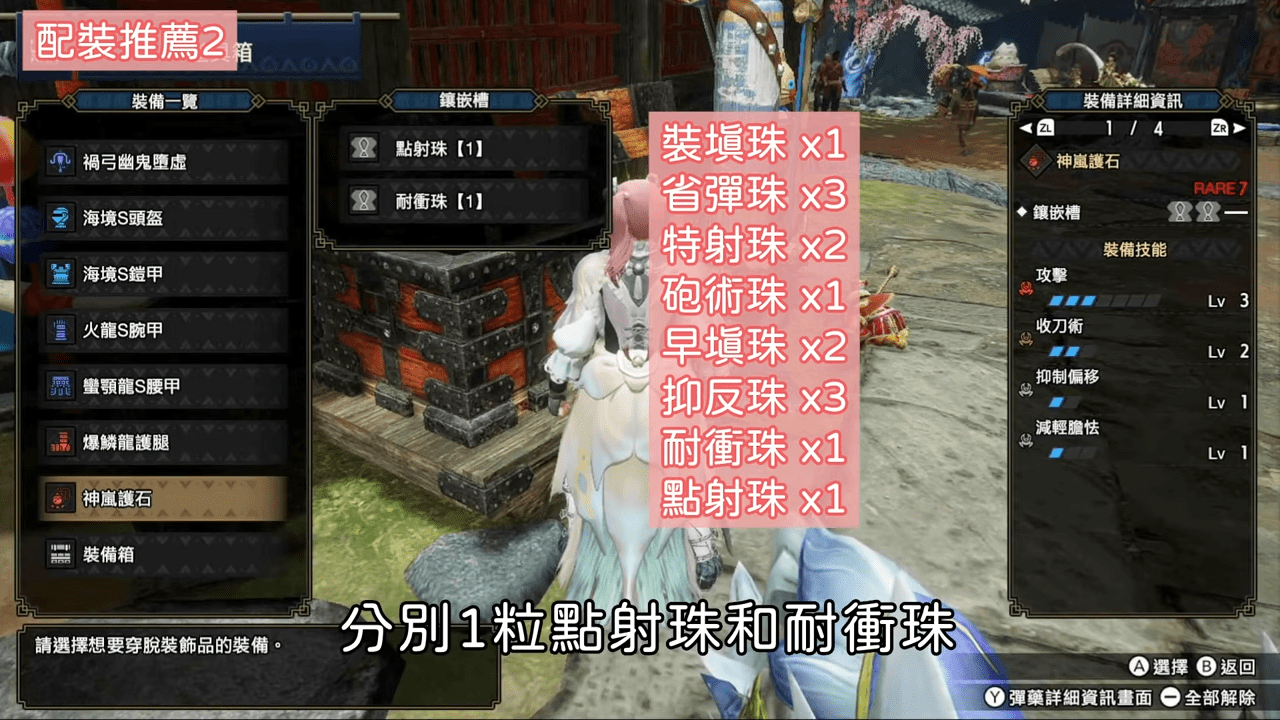 配装推薦2
箱
裝備一覽
禍弓幽鬼墮虛
海境S頭盔
海境S鎧甲
火龍S腕甲
蠻顎龍S腰甲
爆鱗龍護腿
神嵐護石
裝備箱
請選擇想要穿脫裝飾品的裝備。
鑲嵌槽
點射珠【1】
耐衝珠【1】
裝塡珠 x1
省彈珠 x3
特射珠 x2
砲術珠 x1
早塡珠 x2
抑反珠 x3
耐衝珠 x1
點射珠 x1
分別1粒點射珠和耐衝珠
裝備詳細資訊
ZL 1 / 4 ZR
神嵐護石
RARE 7
鑲嵌槽
裝備技能
攻擊
Lv 3
收刀術
Lv 2
抑制偏移
Lv 1
減輕膽怯
Lv 1
A 選擇 B 返回
Y 彈藥詳細資訊畫面 全部解除